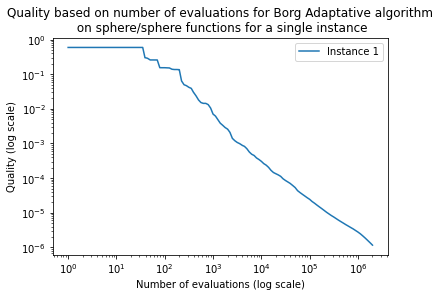 Quality based on number of evaluations for Borg Adaptative algorithm
on sphere/sphere functions for a single instance
Instance 1
Quality (log scale)
10⁰
10⁻¹
10⁻²
10⁻³
10⁻⁴
10⁻⁵
10⁻⁶
10⁰ 10¹ 10² 10³ 10⁴ 10⁵ 10⁶
Number of evaluations (log scale)